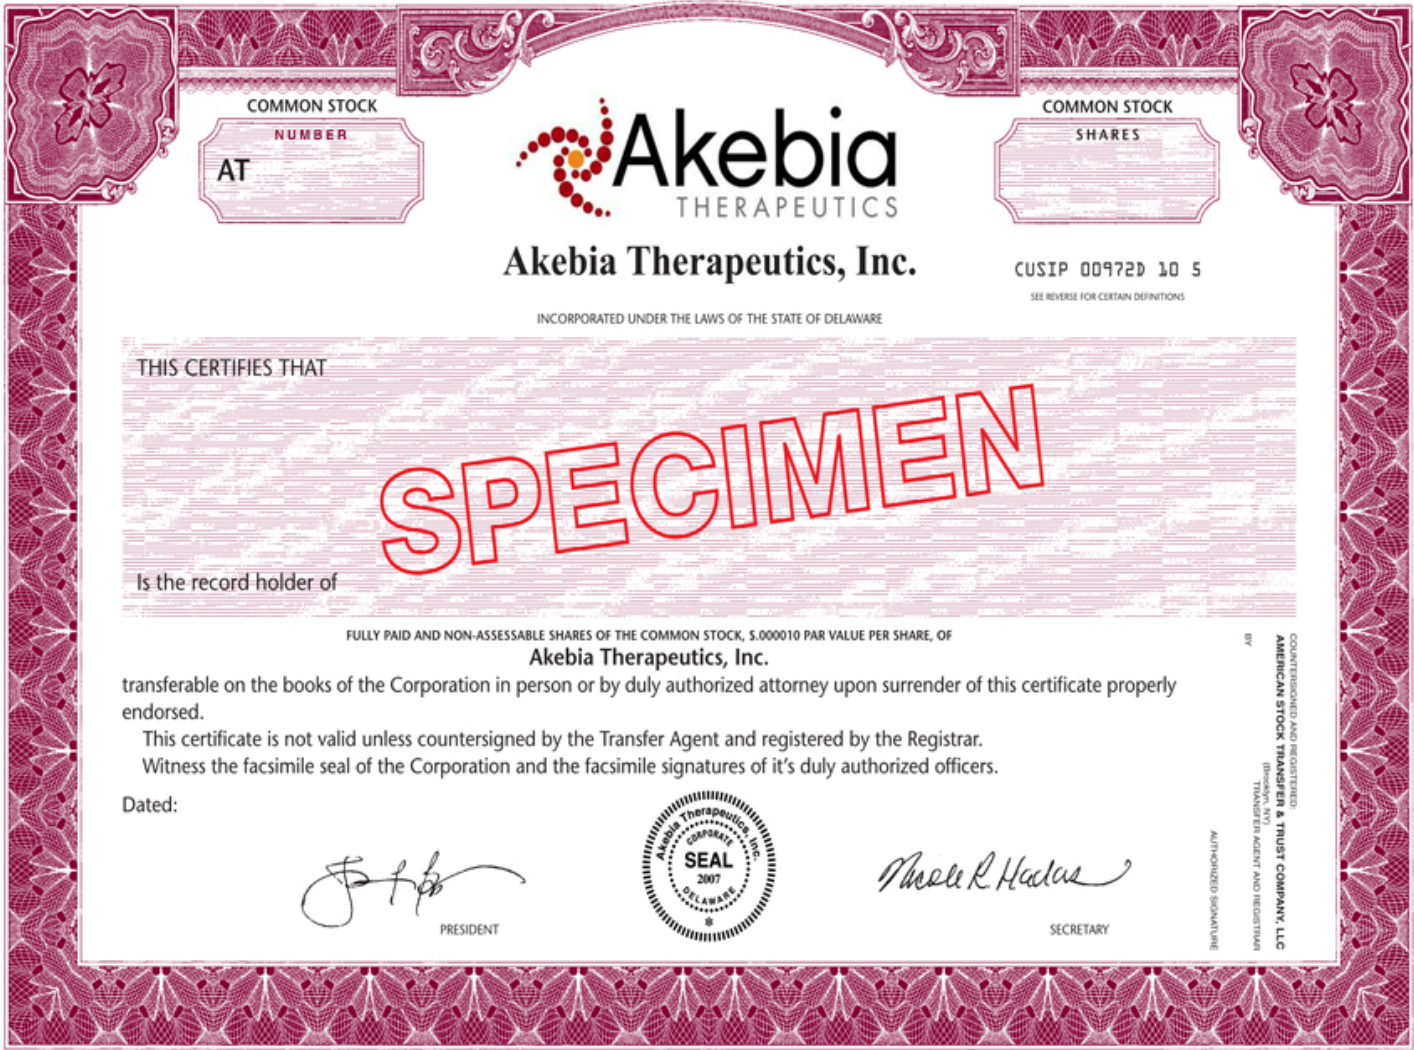 COMMON STOCK
NUMBER
AT
Akebia
THERAPEUTICS
COMMON STOCK
SHARES
Akebia Therapeutics, Inc.
CUSIP 00972D 10 5
SEE REVERSE FOR CERTAIN DEFINITIONS
INCORPORATED UNDER THE LAWS OF THE STATE OF DELAWARE
THIS CERTIFIES THAT
SPECIMEN
Is the record holder of
FULLY PAID AND NON-ASSESSABLE SHARES OF THE COMMON STOCK, $.000010 PAR VALUE PER SHARE, OF
Akebia Therapeutics, Inc.
transferable on the books of the Corporation in person or by duly authorized attorney upon surrender of this certificate properly
endorsed.
This certificate is not valid unless countersigned by the Transfer Agent and registered by the Registrar.
Witness the facsimile seal of the Corporation and the facsimile signatures of it's duly authorized officers.
Dated:
PRESIDENT
Akebia Therapeutics, Inc.
CORPORATE
SEAL
2007
DELAWARE
Nicole R. Hadas
SECRETARY
COUNTERSIGNED AND REGISTERED:
AMERICAN STOCK TRANSFER & TRUST COMPANY, LLC
(Brooklyn, NY)
TRANSFER AGENT AND REGISTRAR
BY
AUTHORIZED SIGNATURE